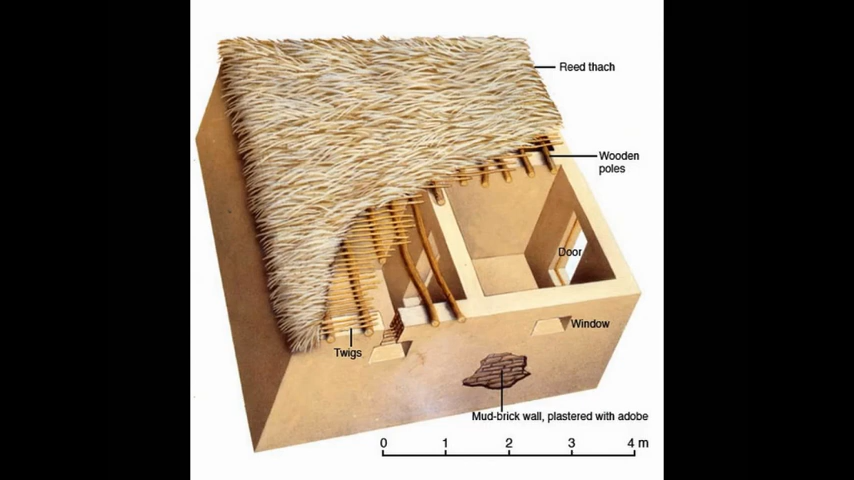 Reed thach
Wooden
poles
Door
Window
Twigs
Mud-brick wall, plastered with adobe
0 1 2 3 4 m